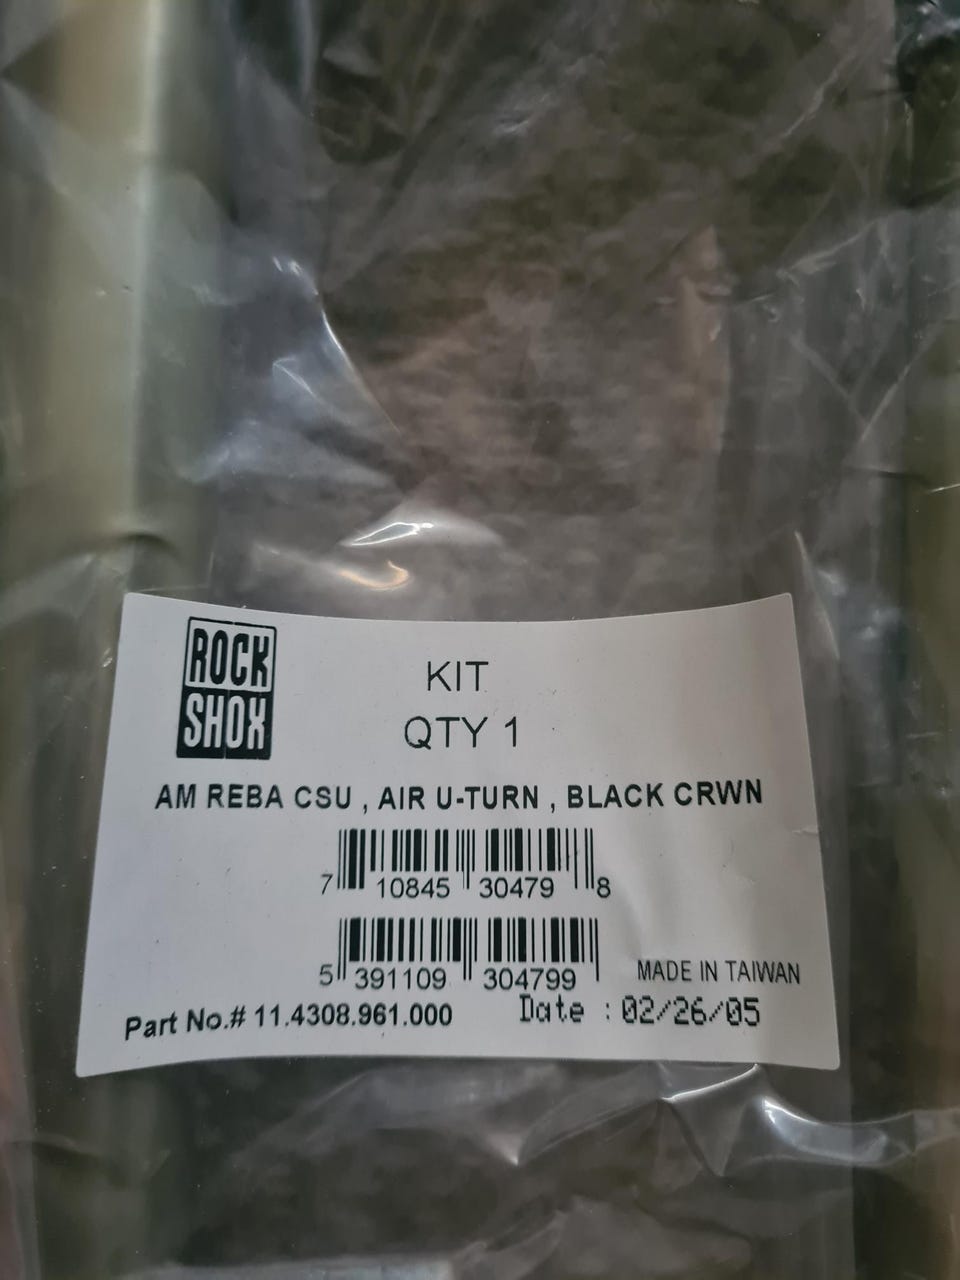 ROCK
SHOX
KIT
QTY 1
AM REBA CSU , AIR U-TURN , BLACK CRWN
7 10845 30479 8
5 391109 304799
MADE IN TAIWAN
Part No.# 11.4308.961.000
Date : 02/26/05